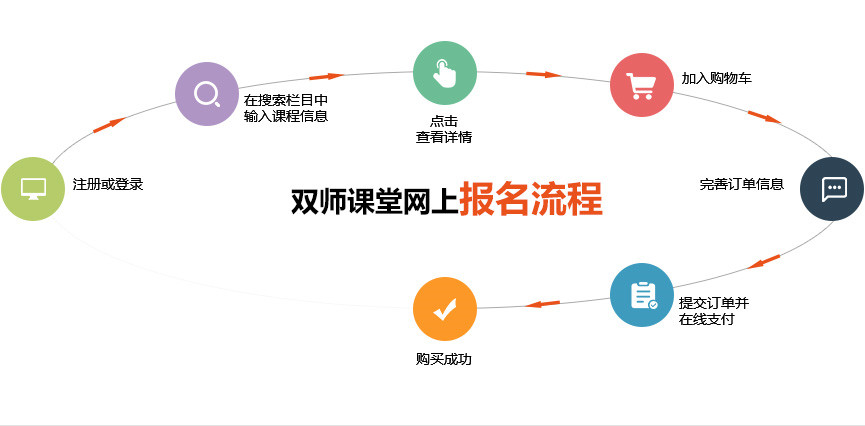 注册或登录
在搜索栏目中
输入课程信息
点击
查看详情
加入购物车
完善订单信息
提交订单并
在线支付
购买成功
双师课堂网上报名流程